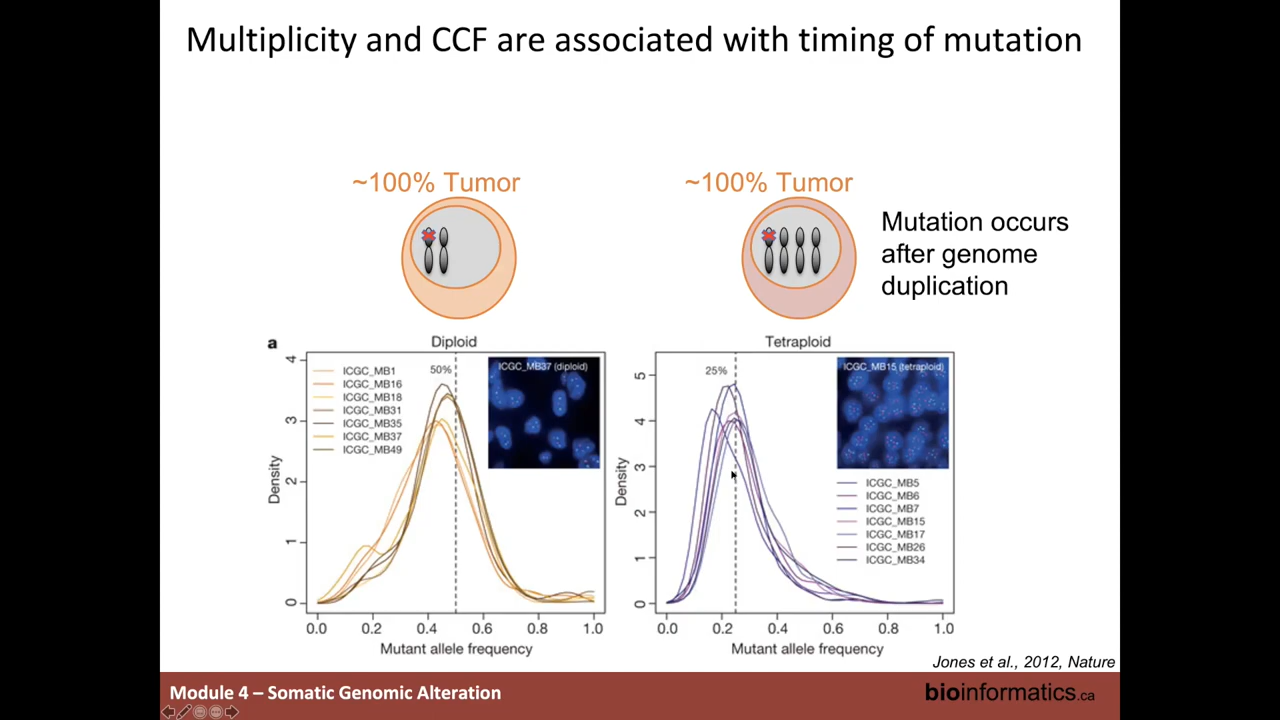 Multiplicity and CCF are associated with timing of mutation
~100% Tumor
~100% Tumor
Mutation occurs
after genome
duplication
a
Diploid
4
3
2
1
0
Density
ICGC_MB1
ICGC_MB16
ICGC_MB18
ICGC_MB31
ICGC_MB35
ICGC_MB37
ICGC_MB49
50%
ICGC_MB37 (diploid)
0.0 0.2 0.4 0.6 0.8 1.0
Mutant allele frequency
Tetraploid
5
4
3
2
1
0
Density
25%
ICGC_MB15 (tetraploid)
ICGC_MB5
ICGC_MB6
ICGC_MB7
ICGC_MB15
ICGC_MB17
ICGC_MB26
ICGC_MB34
0.0 0.2 0.4 0.6 0.8 1.0
Mutant allele frequency
Jones et al., 2012, Nature
Module 4 – Somatic Genomic Alteration
bioinformatics.ca